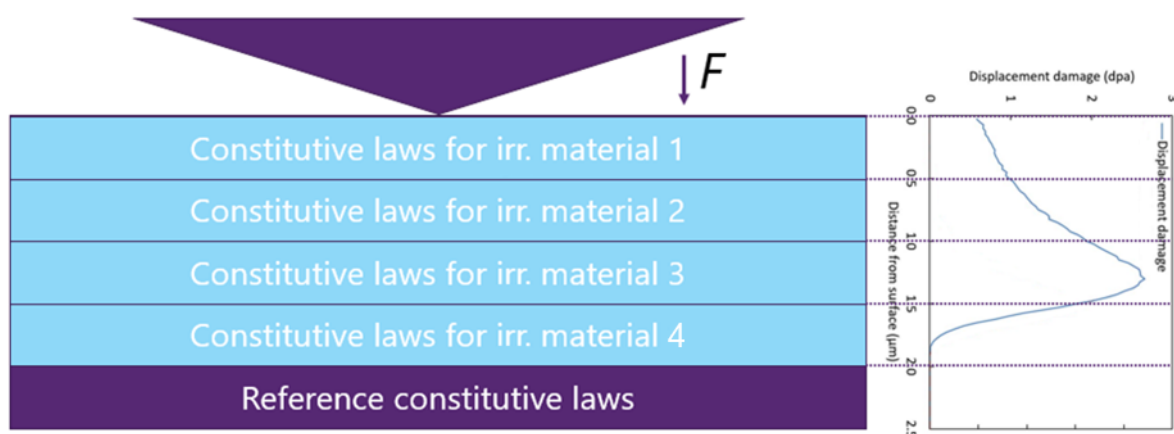 F
Constitutive laws for irr. material 1
Constitutive laws for irr. material 2
Constitutive laws for irr. material 3
Constitutive laws for irr. material 4
Reference constitutive laws
Displacement damage (dpa)
0 1 2 3
0.0
0.5
1.0
1.5
2.0
Distance from surface (µm)
Displacement damage